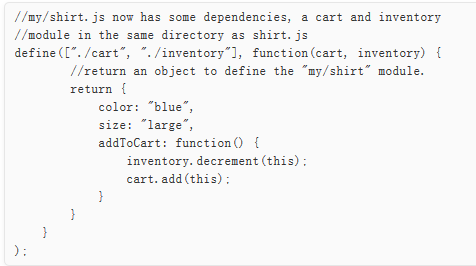 //my/shirt.js now has some dependencies, a cart and inventory
//module in the same directory as shirt.js
define(["./cart", "./inventory"], function(cart, inventory) {
        //return an object to define the "my/shirt" module.
        return {
            color: "blue",
            size: "large",
            addToCart: function() {
                inventory.decrement(this);
                cart.add(this);
            }
        }
    }
);